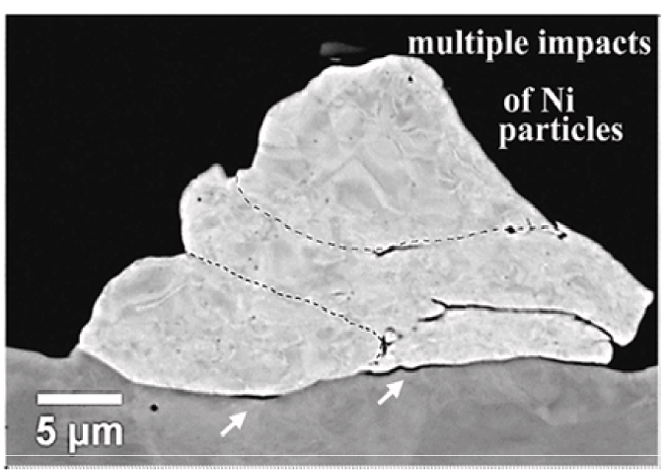 multiple impacts
of Ni
particles
5 µm